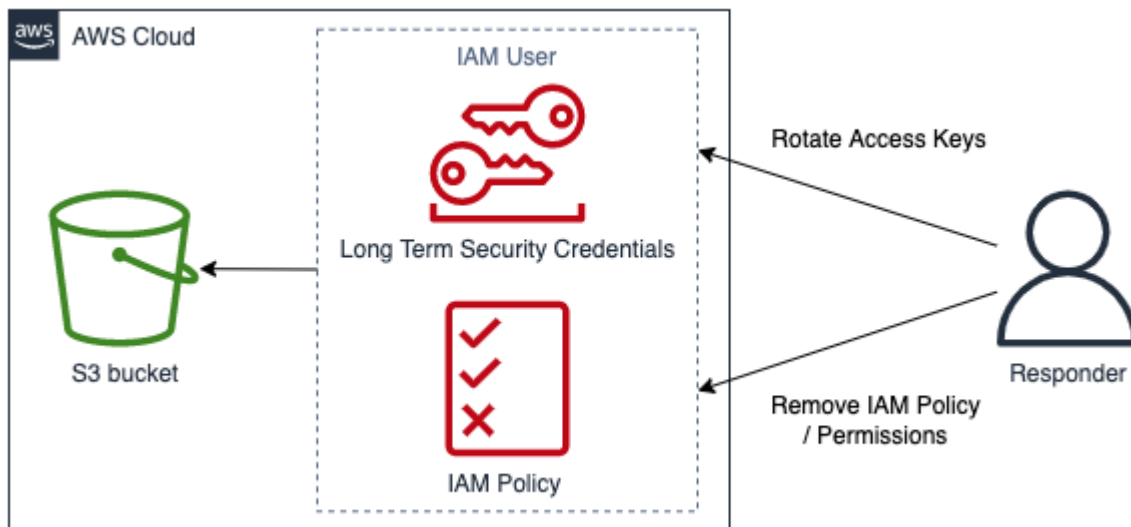 aws
AWS Cloud
IAM User
Rotate Access Keys
Long Term Security Credentials
S3 bucket
Responder
Remove IAM Policy
/ Permissions
IAM Policy